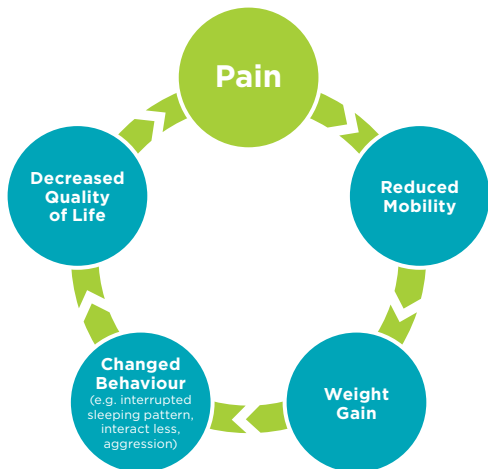 Pain
Reduced
Mobility
Weight
Gain
Changed
Behaviour
(e.g. interrupted
sleeping pattern,
interact less,
aggression)
Decreased
Quality
of Life